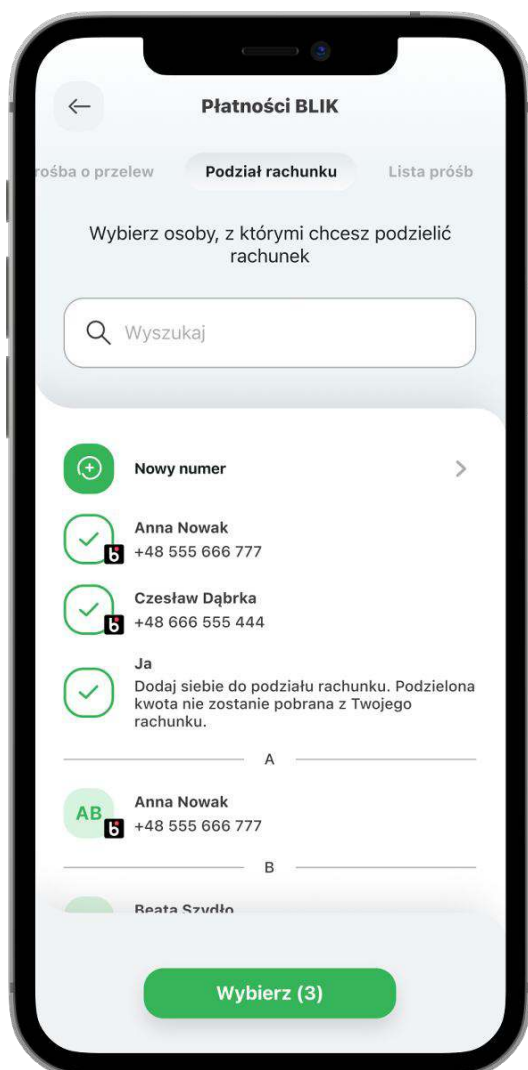 Płatności BLIK
rośba o przelew Podział rachunku Lista próśb
Wybierz osoby, z którymi chcesz podzielić
rachunek
Wyszukaj
Nowy numer
Anna Nowak
+48 555 666 777
Czesław Dąbrka
+48 666 555 444
Ja
Dodaj siebie do podziału rachunku. Podzielona
kwota nie zostanie pobrana z Twojego
rachunku.
A
AB
Anna Nowak
+48 555 666 777
B
Beata Szydło
Wybierz (3)